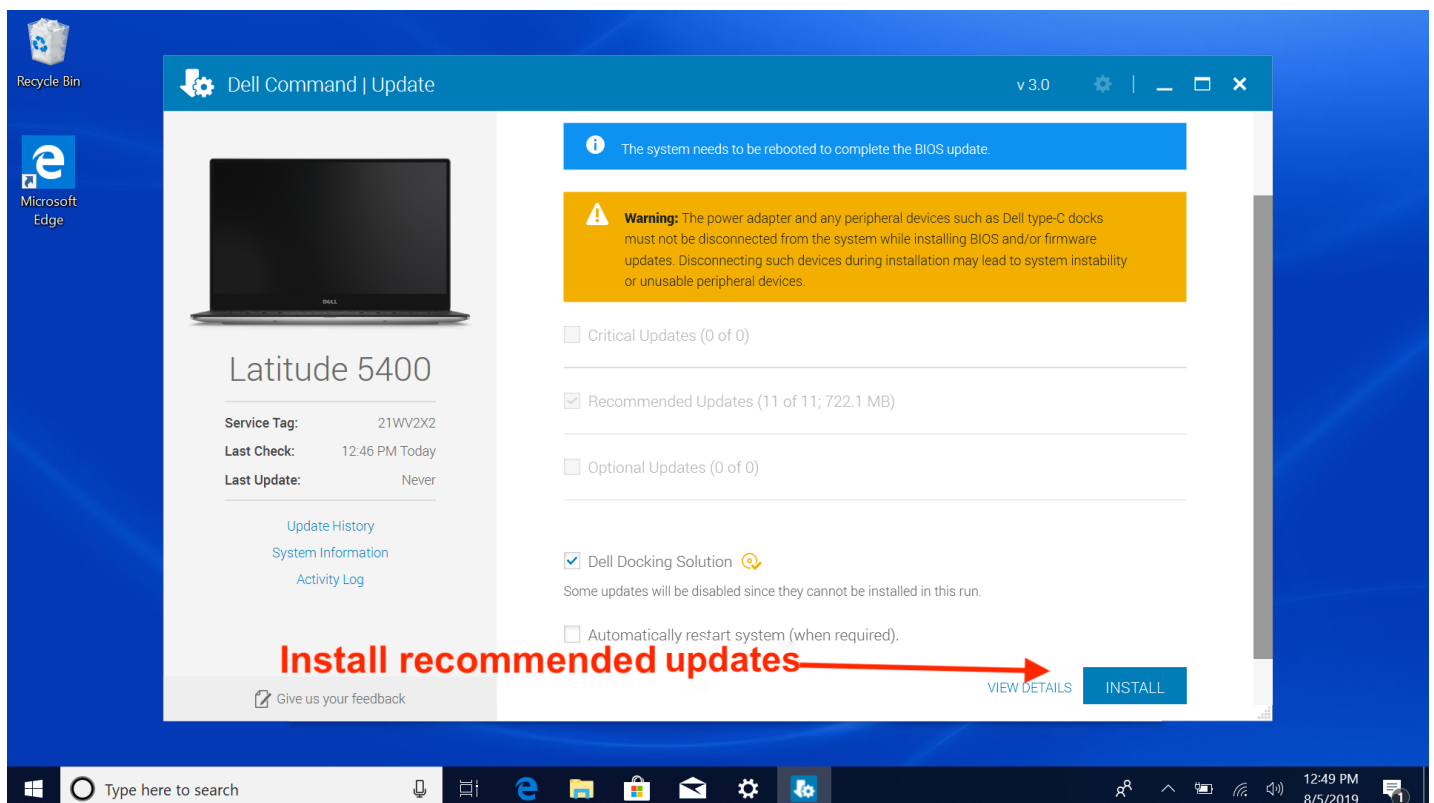 Recycle Bin
Microsoft
Edge
Dell Command | Update
v 3.0
DELL
Latitude 5400
Service Tag: 21WV2X2
Last Check: 12:46 PM Today
Last Update: Never
Update History
System Information
Activity Log
Give us your feedback
The system needs to be rebooted to complete the BIOS update.
Warning: The power adapter and any peripheral devices such as Dell type-C docks
must not be disconnected from the system while installing BIOS and/or firmware
updates. Disconnecting such devices during installation may lead to system instability
or unusable peripheral devices.
Critical Updates (0 of 0)
Recommended Updates (11 of 11; 722.1 MB)
Optional Updates (0 of 0)
Dell Docking Solution
Some updates will be disabled since they cannot be installed in this run.
Automatically restart system (when required).
Install recommended updates
VIEW DETAILS
INSTALL
Type here to search
12:49 PM
8/5/2019
1